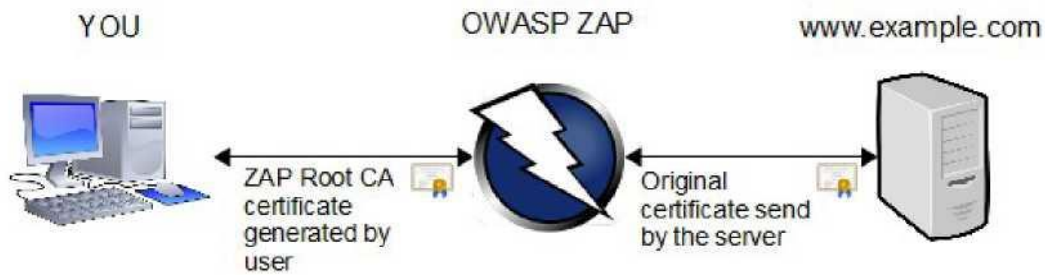 YOU
OWASP ZAP
www.example.com
ZAP Root CA
certificate
generated by
user
Original
certificate send
by the server